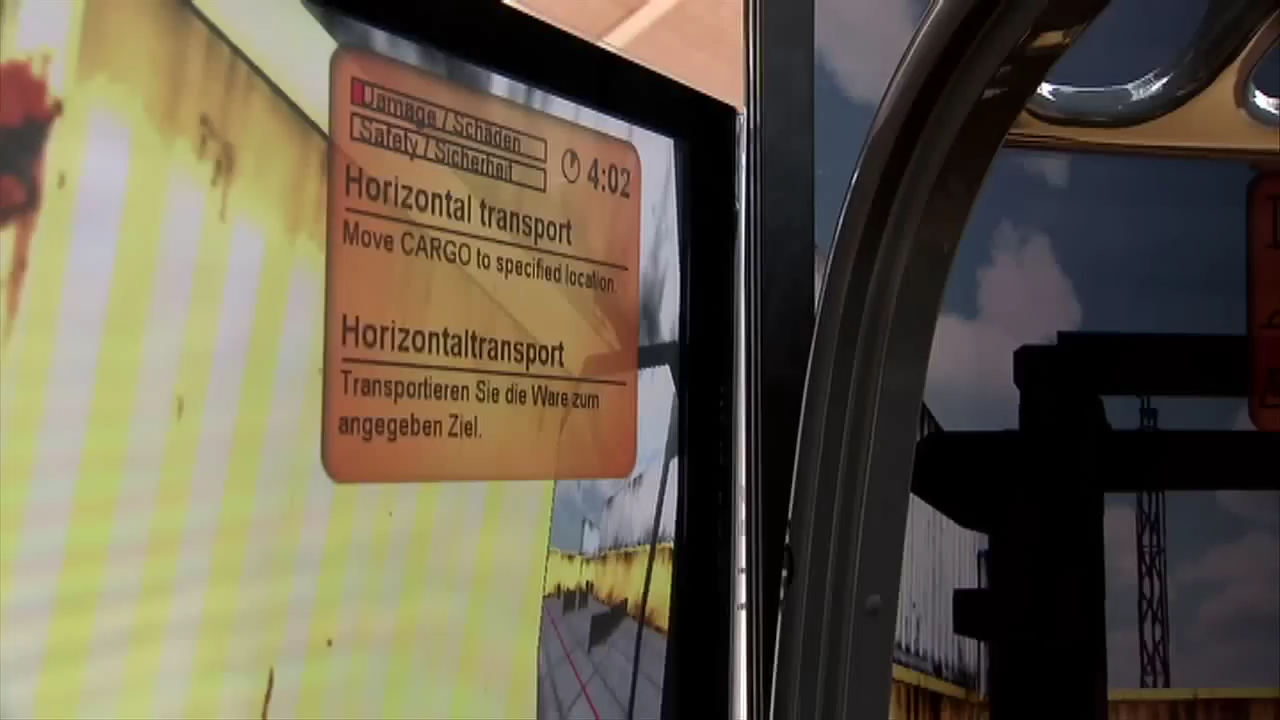 Damage / Schäden
Safety / Sicherheit
4:02
Horizontal transport
Move CARGO to specified location.
Horizontaltransport
Transportieren Sie die Ware zum
angegeben Ziel.